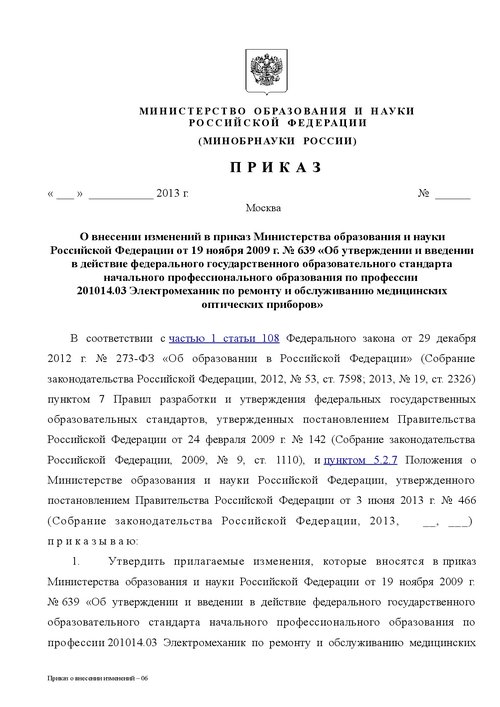 МИНИСТЕРСТВО ОБРАЗОВАНИЯ И НАУКИ
РОССИЙСКОЙ ФЕДЕРАЦИИ
(МИНОБРНАУКИ РОССИИ)
ПРИКАЗ
« ___ » ____________ 2013 г. № ______
Москва
О внесении изменений в приказ Министерства образования и науки
Российской Федерации от 19 ноября 2009 г. № 639 «Об утверждении и введении
в действие федерального государственного образовательного стандарта
начального профессионального образования по профессии
201014.03 Электромеханик по ремонту и обслуживанию медицинских
оптических приборов»
В соответствии с частью 1 статьи 108 Федерального закона от 29 декабря
2012 г. № 273-ФЗ «Об образовании в Российской Федерации» (Собрание
законодательства Российской Федерации, 2012, № 53, ст. 7598; 2013, № 19, ст. 2326)
пунктом 7 Правил разработки и утверждения федеральных государственных
образовательных стандартов, утвержденных постановлением Правительства
Российской Федерации от 24 февраля 2009 г. № 142 (Собрание законодательства
Российской Федерации, 2009, № 9, ст. 1110), и пунктом 5.2.7 Положения о
Министерстве образования и науки Российской Федерации, утвержденного
постановлением Правительства Российской Федерации от 3 июня 2013 г. № 466
(Собрание законодательства Российской Федерации, 2013, __, ___)
приказываю:
1. Утвердить прилагаемые изменения, которые вносятся в приказ
Министерства образования и науки Российской Федерации от 19 ноября 2009 г.
№ 639 «Об утверждении и введении в действие федерального государственного
образовательного стандарта начального профессионального образования по
профессии 201014.03 Электромеханик по ремонту и обслуживанию медицинских
Приказ о внесении изменений – 06